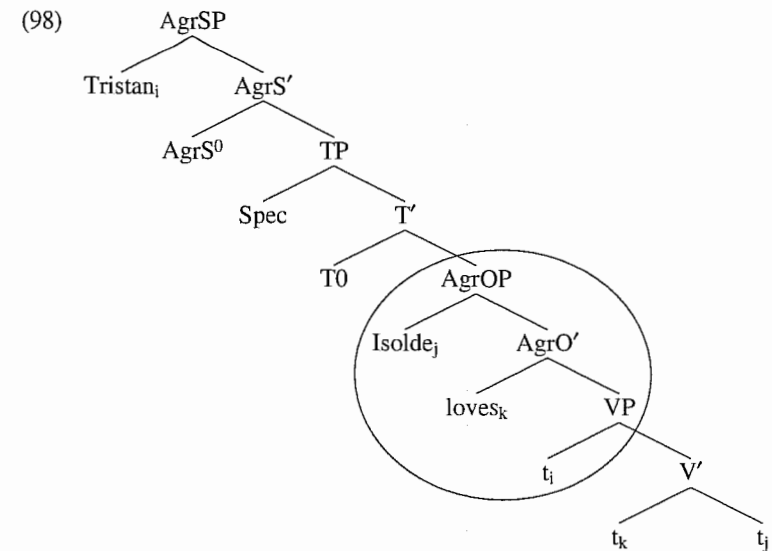 (98) AgrSP
Tristanᵢ AgrS′
AgrS⁰ TP
Spec T′
T0 AgrOP
Isoldeⱼ AgrO′
lovesₖ VP
tᵢ V′
tₖ tⱼ